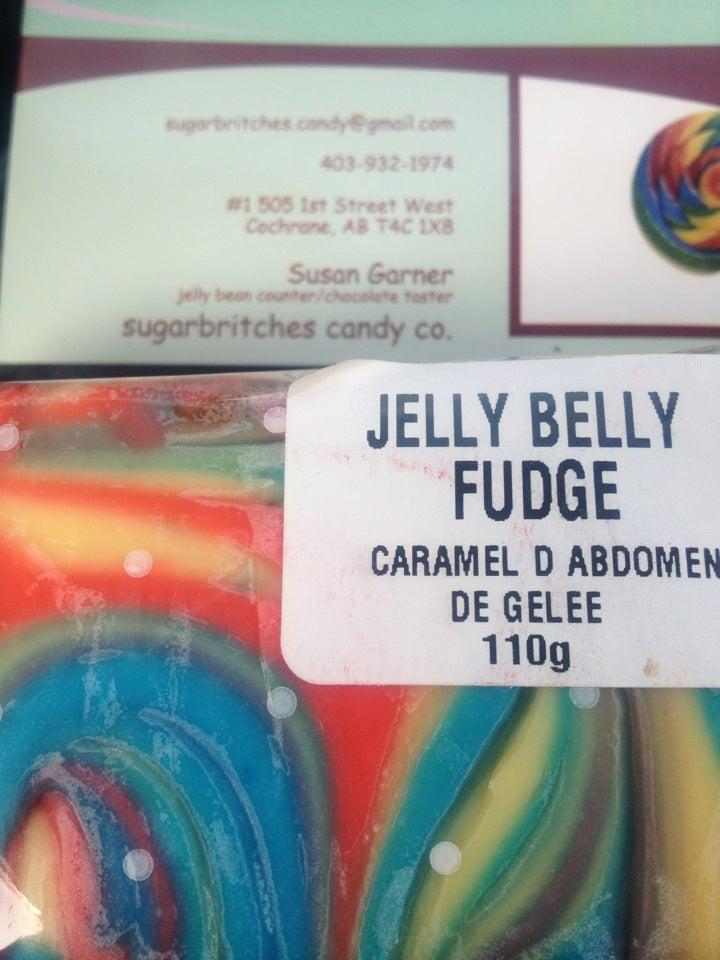 sugarbritches.candy@gmail.com
403-932-1974
#1 505 1st Street West
Cochrane, AB T4C 1X8
Susan Garner
jelly bean counter/chocolate taster
sugarbritches candy co.
JELLY BELLY
FUDGE
CARAMEL D ABDOMEN
DE GELEE
110g